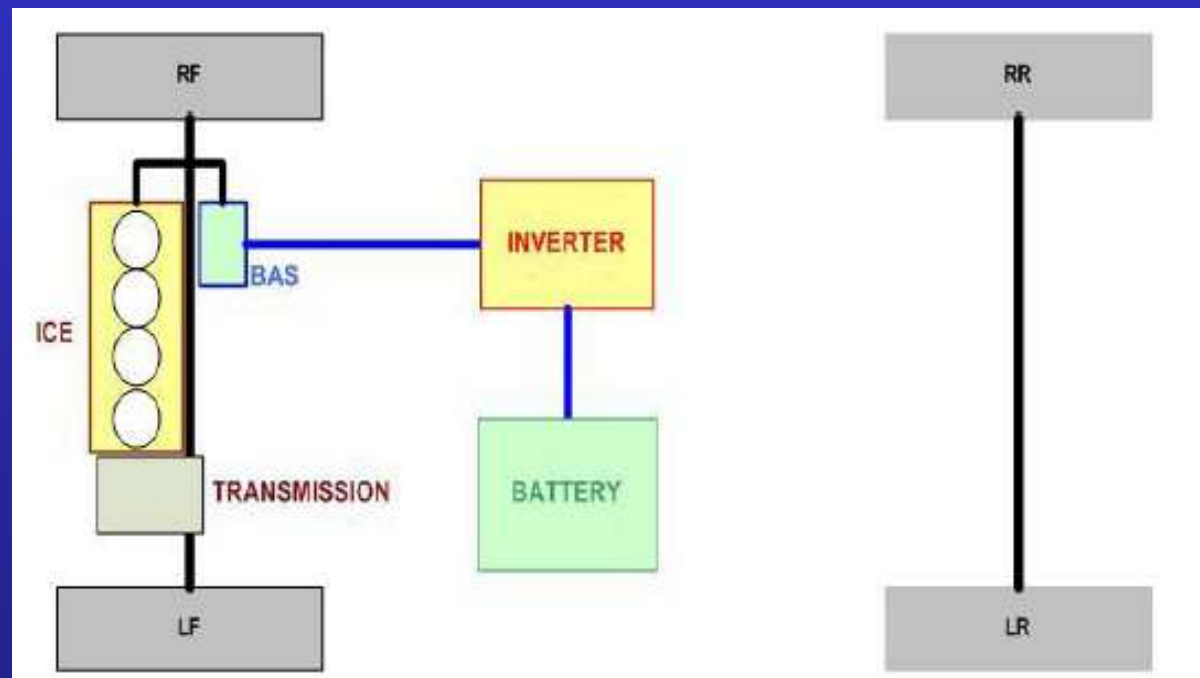 RF
RR
INVERTER
BAS
ICE
TRANSMISSION
BATTERY
LF
LR